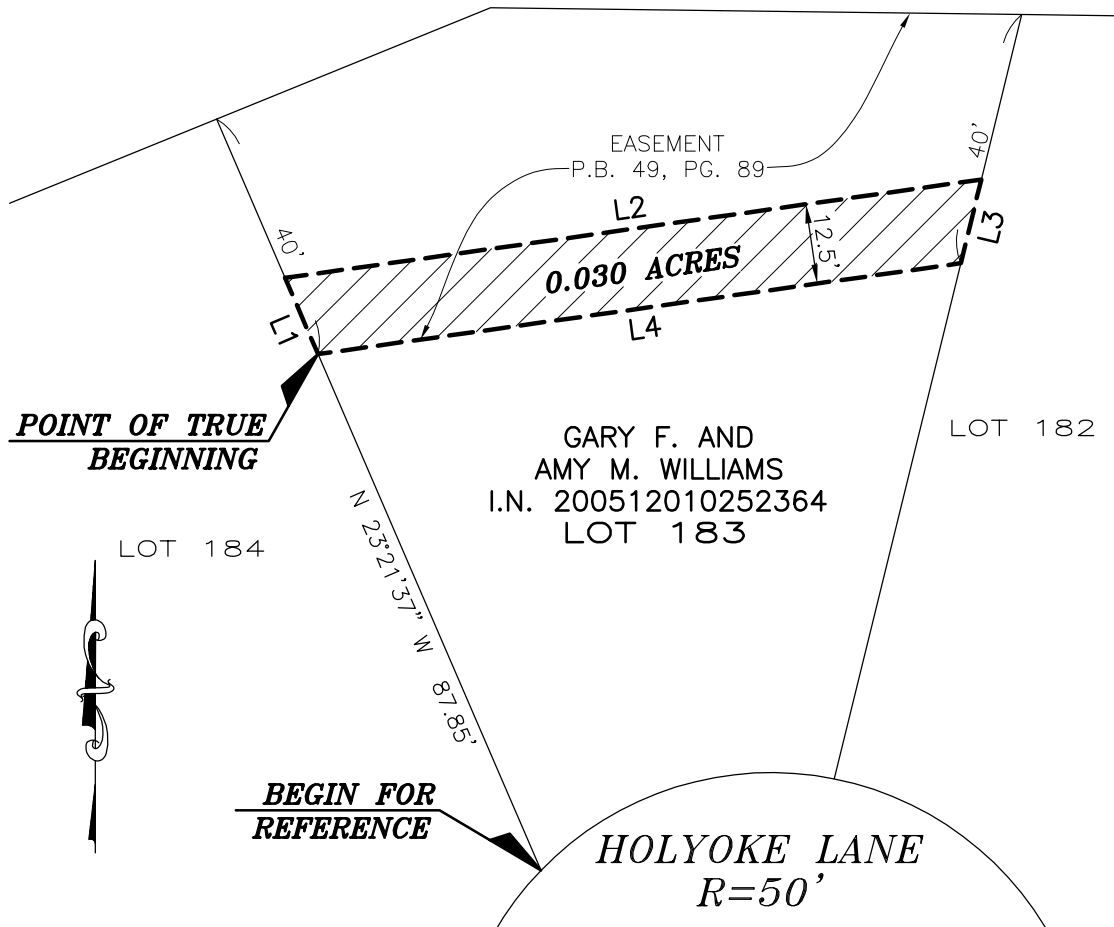 EASEMENT
P.B. 49, PG. 89
40'
40'
L2
12.5'
L3
0.030 ACRES
L1
L4
POINT OF TRUE
BEGINNING
GARY F. AND
AMY M. WILLIAMS
I.N. 200512010252364
LOT 183
LOT 182
N 23°21'37" W 87.85'
LOT 184
BEGIN FOR
REFERENCE
HOLYOKE LANE
R=50'